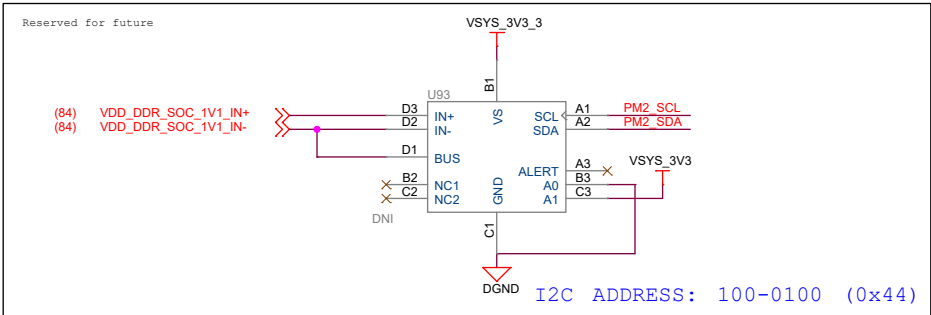 Reserved for future
VSYS_3V3_3
B1
U93
(84) VDD_DDR_SOC_1V1_IN+ D3 IN+ VS SCL A1 PM2_SCL
(84) VDD_DDR_SOC_1V1_IN- D2 IN- SDA A2 PM2_SDA
D1 BUS
ALERT A3 VSYS_3V3
B2 NC1 GND A0 B3
C2 NC2 A1 C3
DNI
C1
DGND
I2C ADDRESS: 100-0100 (0x44)